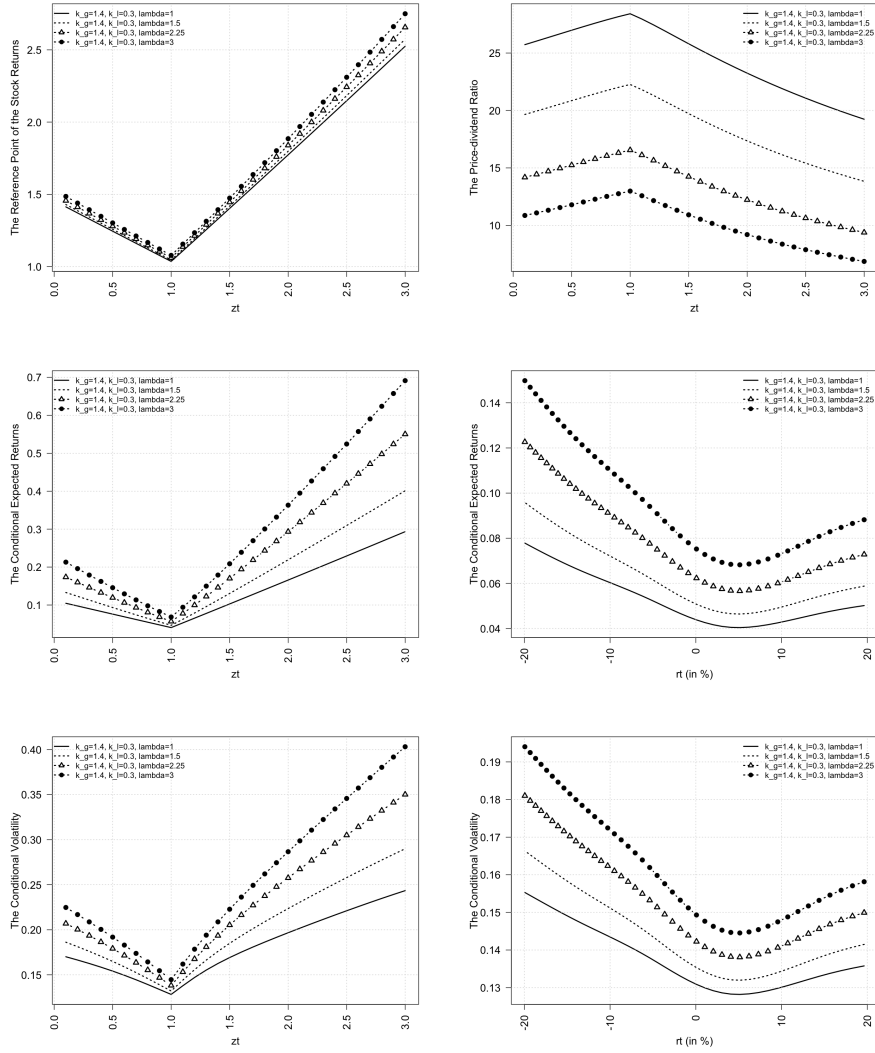 The Reference Point of the Stock Returns
k_g=1.4, k_l=0.3, lambda=1
k_g=1.4, k_l=0.3, lambda=1.5
k_g=1.4, k_l=0.3, lambda=2.25
k_g=1.4, k_l=0.3, lambda=3
2.5
2.0
1.5
1.0
0.0 0.5 1.0 1.5 2.0 2.5 3.0
zt
The Price-dividend Ratio
k_g=1.4, k_l=0.3, lambda=1
k_g=1.4, k_l=0.3, lambda=1.5
k_g=1.4, k_l=0.3, lambda=2.25
k_g=1.4, k_l=0.3, lambda=3
25
20
15
10
0.0 0.5 1.0 1.5 2.0 2.5 3.0
zt
The Conditional Expected Returns
k_g=1.4, k_l=0.3, lambda=1
k_g=1.4, k_l=0.3, lambda=1.5
k_g=1.4, k_l=0.3, lambda=2.25
k_g=1.4, k_l=0.3, lambda=3
0.7
0.6
0.5
0.4
0.3
0.2
0.1
0.0 0.5 1.0 1.5 2.0 2.5 3.0
zt
The Conditional Expected Returns
k_g=1.4, k_l=0.3, lambda=1
k_g=1.4, k_l=0.3, lambda=1.5
k_g=1.4, k_l=0.3, lambda=2.25
k_g=1.4, k_l=0.3, lambda=3
0.14
0.12
0.10
0.08
0.06
0.04
-20 -10 0 10 20
rt (in %)
The Conditional Volatility
k_g=1.4, k_l=0.3, lambda=1
k_g=1.4, k_l=0.3, lambda=1.5
k_g=1.4, k_l=0.3, lambda=2.25
k_g=1.4, k_l=0.3, lambda=3
0.40
0.35
0.30
0.25
0.20
0.15
0.0 0.5 1.0 1.5 2.0 2.5 3.0
zt
The Conditional Volatility
k_g=1.4, k_l=0.3, lambda=1
k_g=1.4, k_l=0.3, lambda=1.5
k_g=1.4, k_l=0.3, lambda=2.25
k_g=1.4, k_l=0.3, lambda=3
0.19
0.18
0.17
0.16
0.15
0.14
0.13
-20 -10 0 10 20
rt (in %)